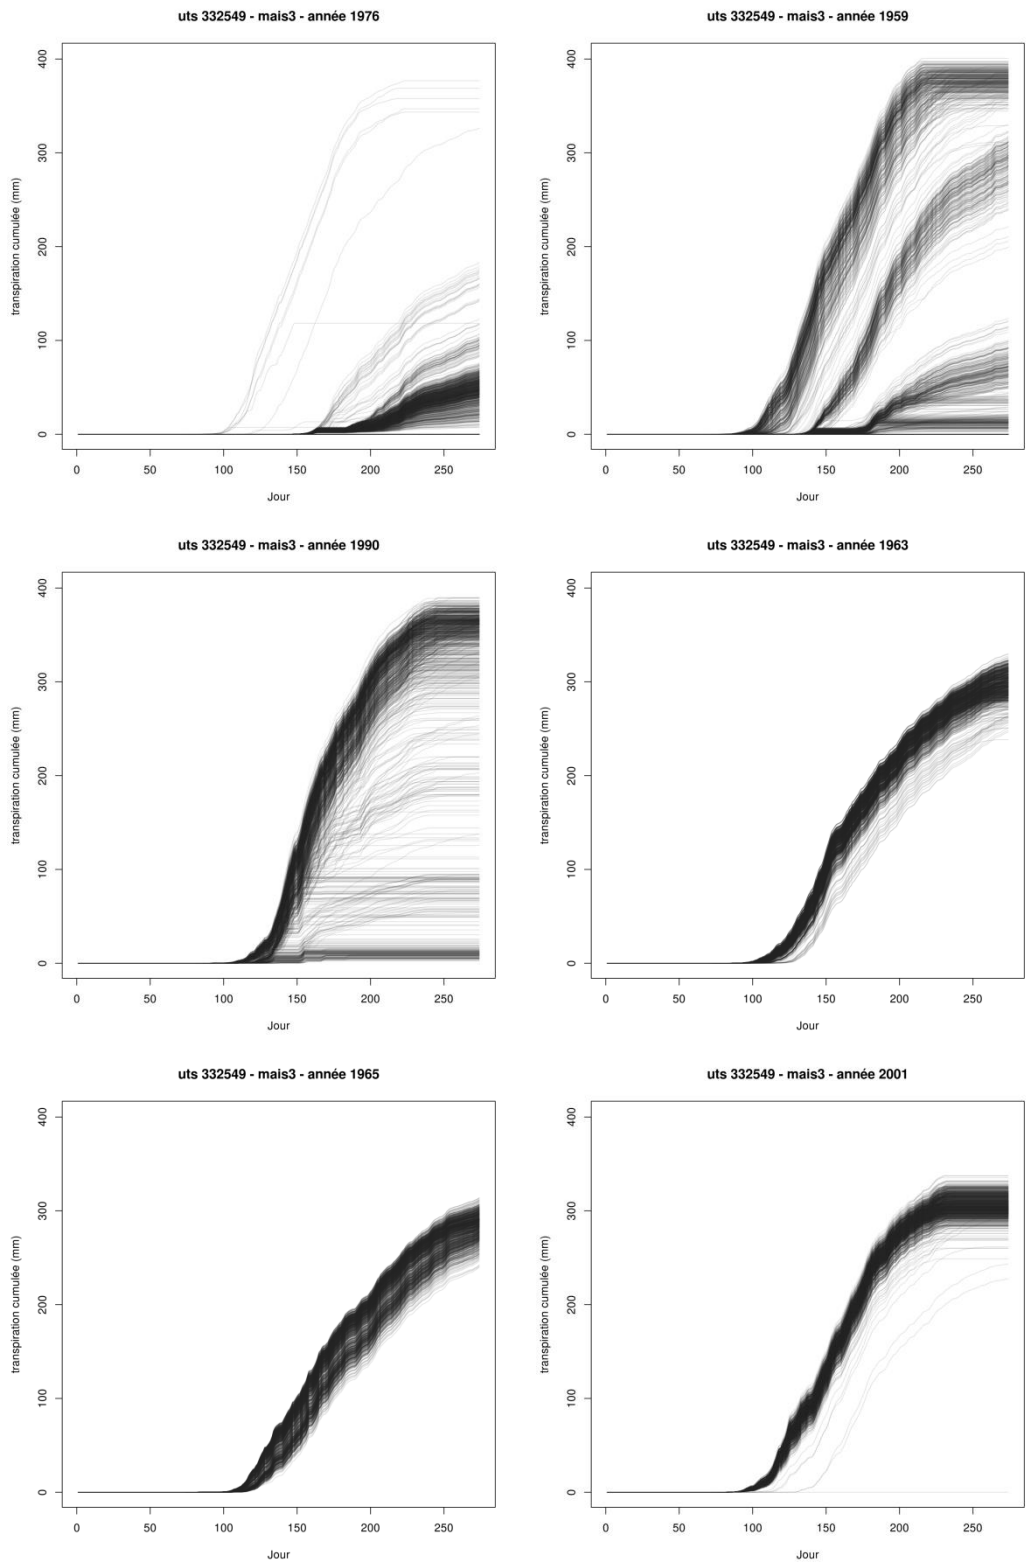 uts 332549 - mais3 - année 1976
transpiration cumulée (mm)
400
300
200
100
0
0 50 100 150 200 250
Jour
uts 332549 - mais3 - année 1959
transpiration cumulée (mm)
400
300
200
100
0
0 50 100 150 200 250
Jour
uts 332549 - mais3 - année 1990
transpiration cumulée (mm)
400
300
200
100
0
0 50 100 150 200 250
Jour
uts 332549 - mais3 - année 1963
transpiration cumulée (mm)
400
300
200
100
0
0 50 100 150 200 250
Jour
uts 332549 - mais3 - année 1965
transpiration cumulée (mm)
400
300
200
100
0
0 50 100 150 200 250
Jour
uts 332549 - mais3 - année 2001
transpiration cumulée (mm)
400
300
200
100
0
0 50 100 150 200 250
Jour